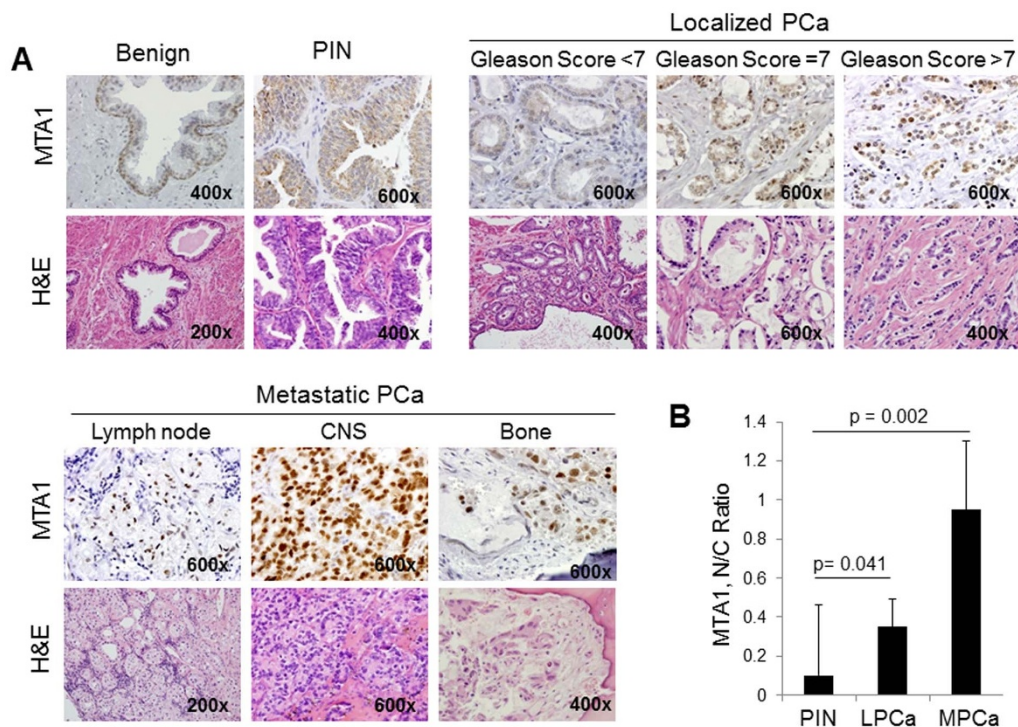 A
Benign
PIN
Localized PCa
Gleason Score <7
Gleason Score =7
Gleason Score >7
MTA1
400x
600x
600x
600x
600x
H&E
200x
400x
400x
600x
400x
Metastatic PCa
Lymph node
CNS
Bone
MTA1
600x
600x
600x
H&E
200x
600x
400x
B
MTA1, N/C Ratio
1.4
1.2
1
0.8
0.6
0.4
0.2
0
p = 0.002
p= 0.041
PIN
LPCa
MPCa